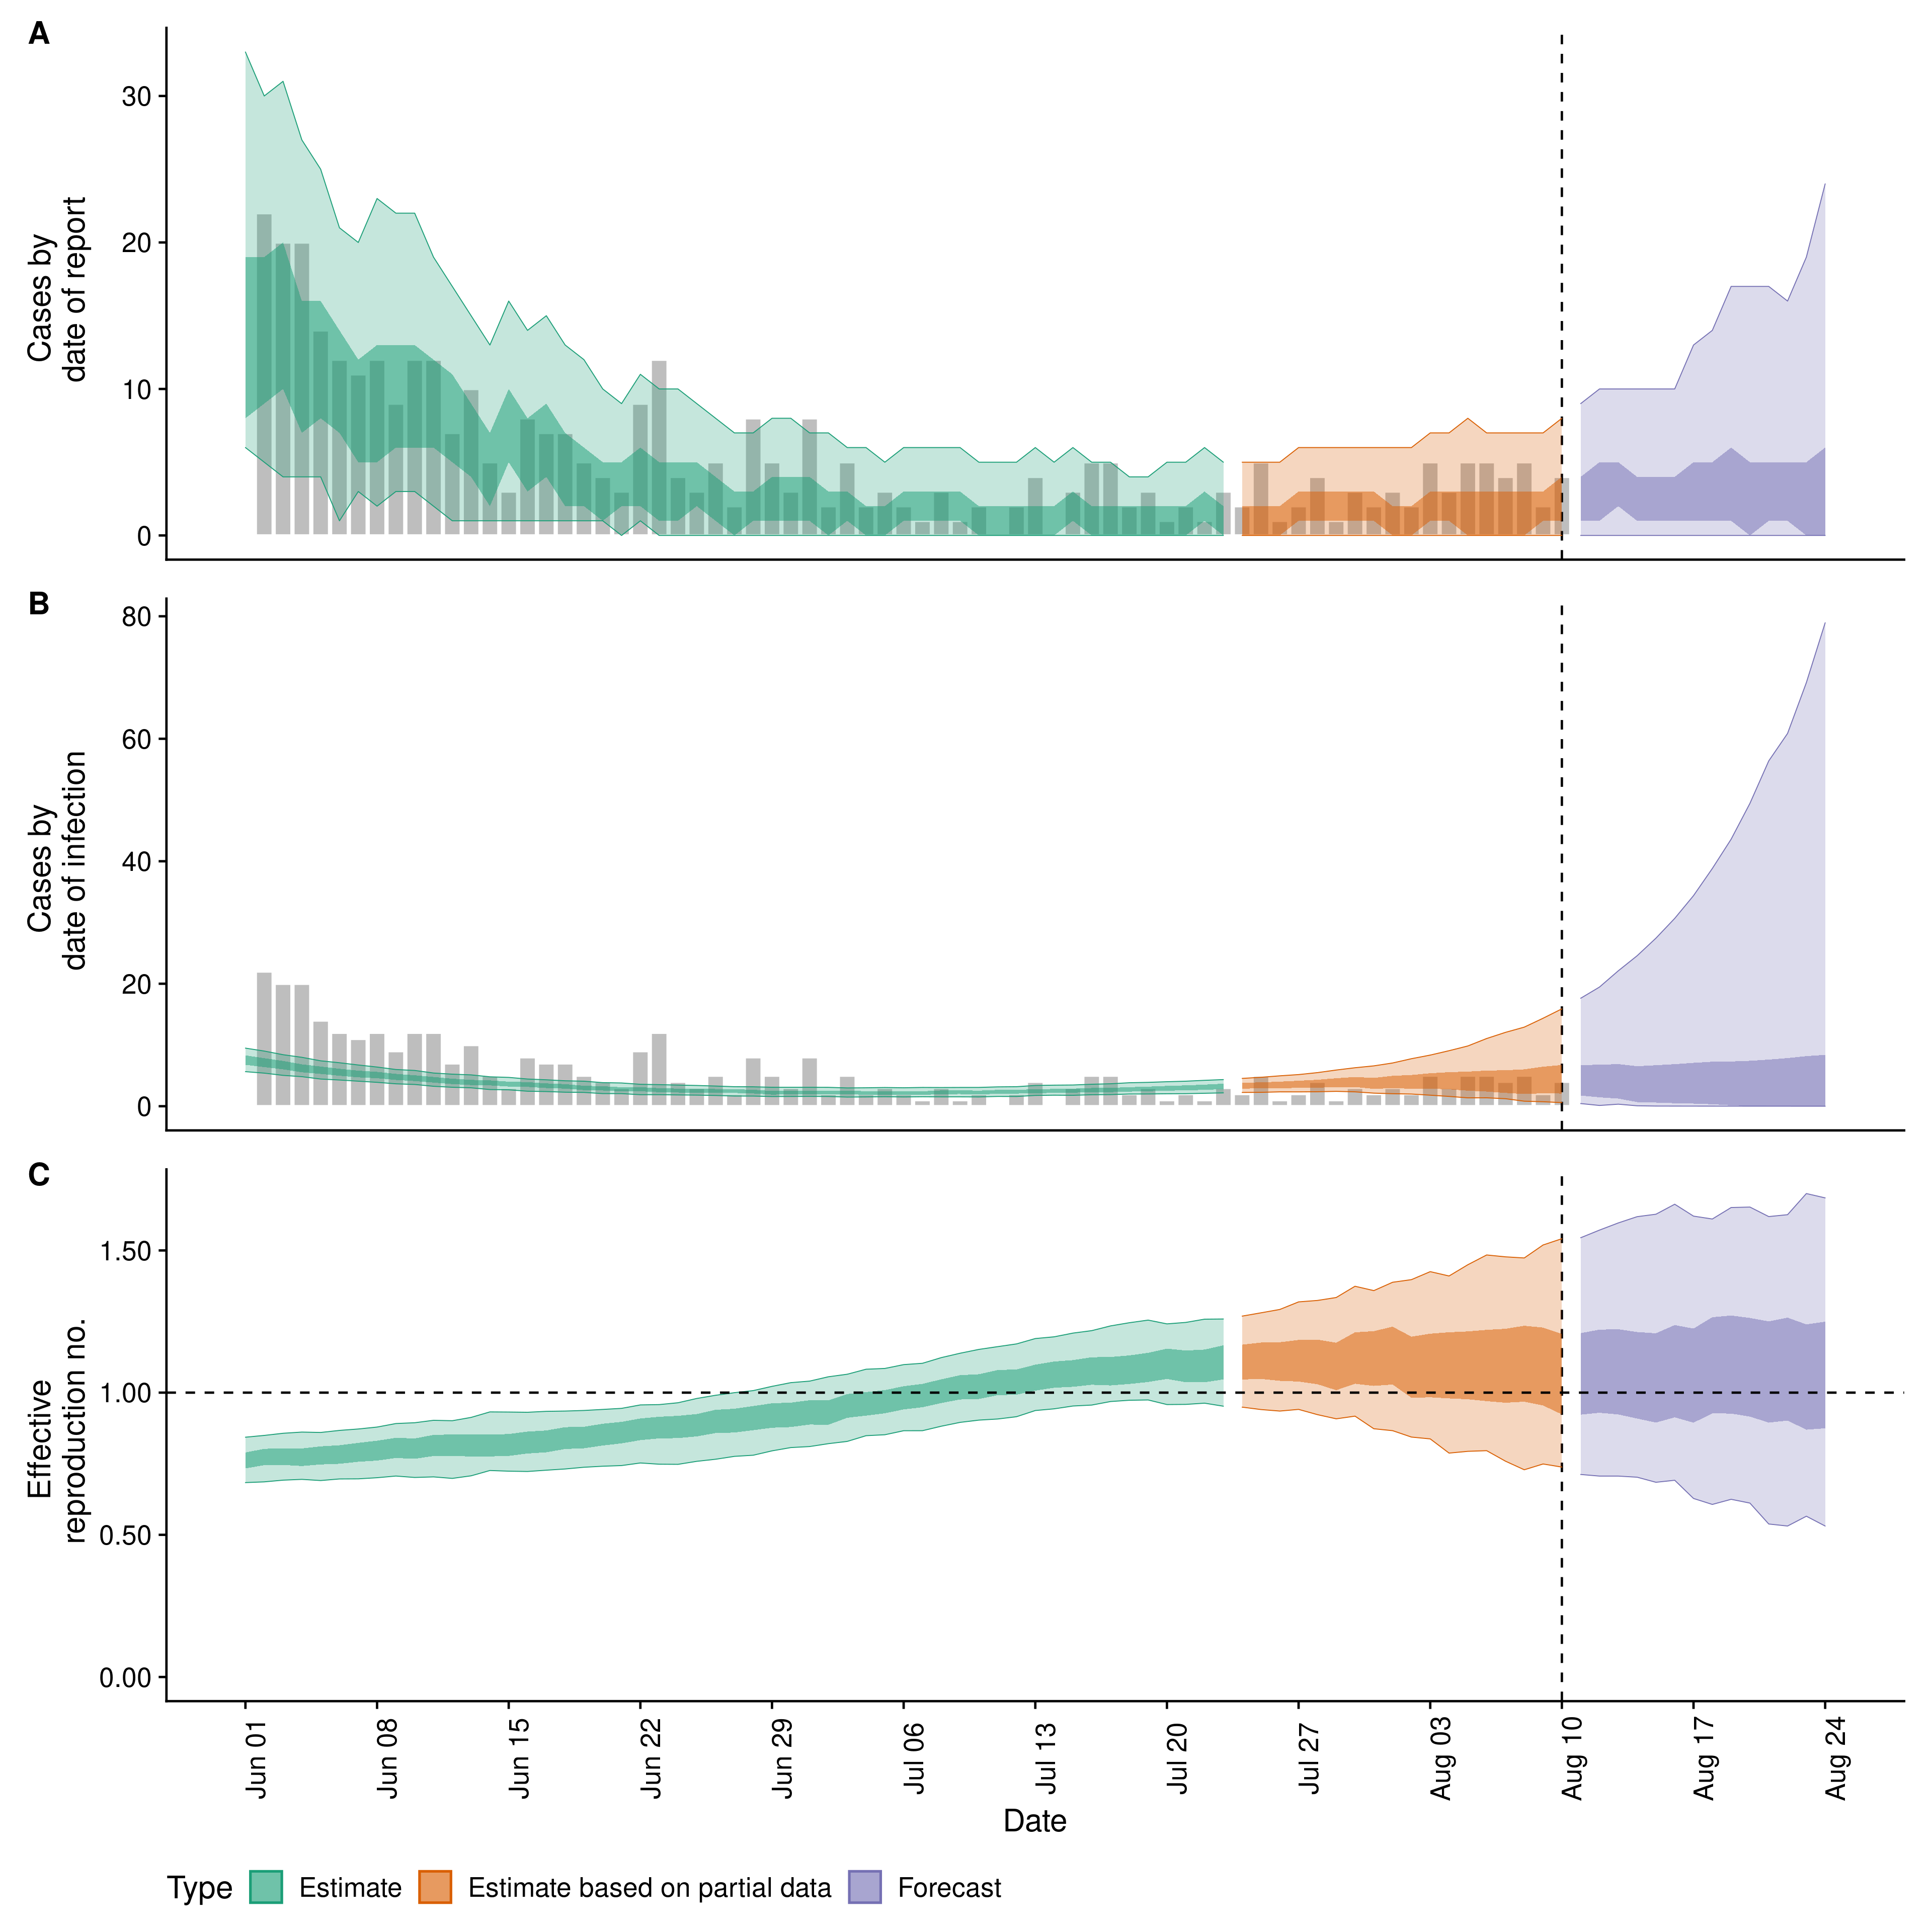 A
Cases by
date of report
30
20
10
0
B
Cases by
date of infection
80
60
40
20
0
C
Effective
reproduction no.
1.50
1.00
0.50
0.00
Jun 01
Jun 08
Jun 15
Jun 22
Jun 29
Jul 06
Jul 13
Jul 20
Jul 27
Aug 03
Aug 10
Aug 17
Aug 24
Date
Type Estimate Estimate based on partial data Forecast